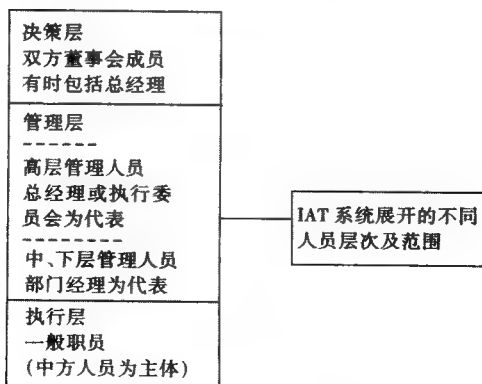 决策层
双方董事会成员
有时包括总经理
管理层
高层管理人员
总经理或执行委
员会为代表
中、下层管理人员
部门经理为代表
执行层
一般职员
(中方人员为主体)
IAT 系统展开的不同
人员层次及范围